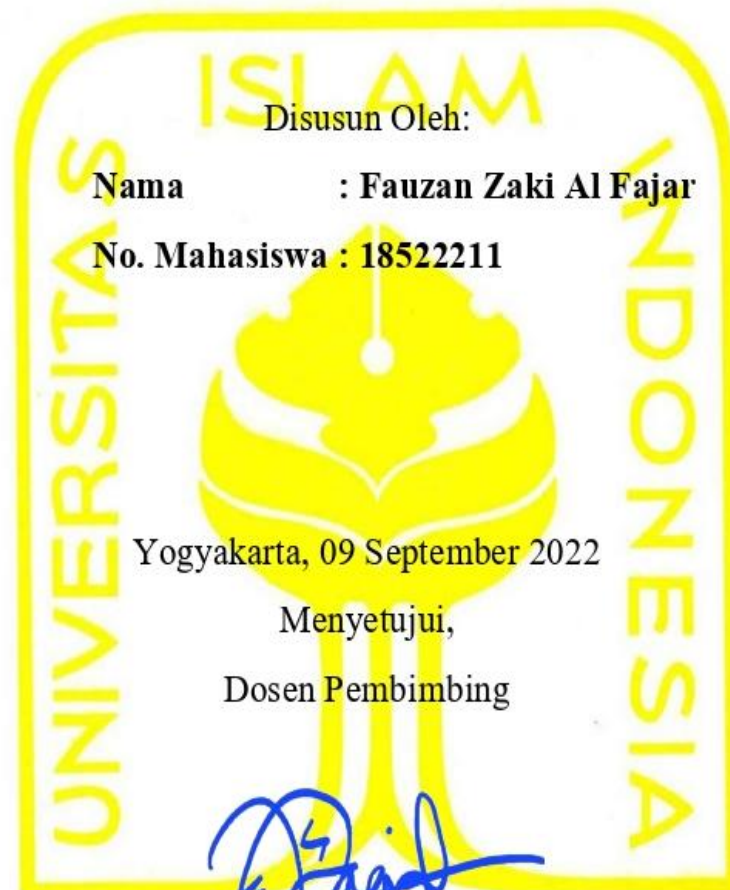 ISLAM
UNIVERSITAS
INDONESIA
Disusun Oleh:
Nama : Fauzan Zaki Al Fajar
No. Mahasiswa : 18522211
Yogyakarta, 09 September 2022
Menyetujui,
Dosen Pembimbing